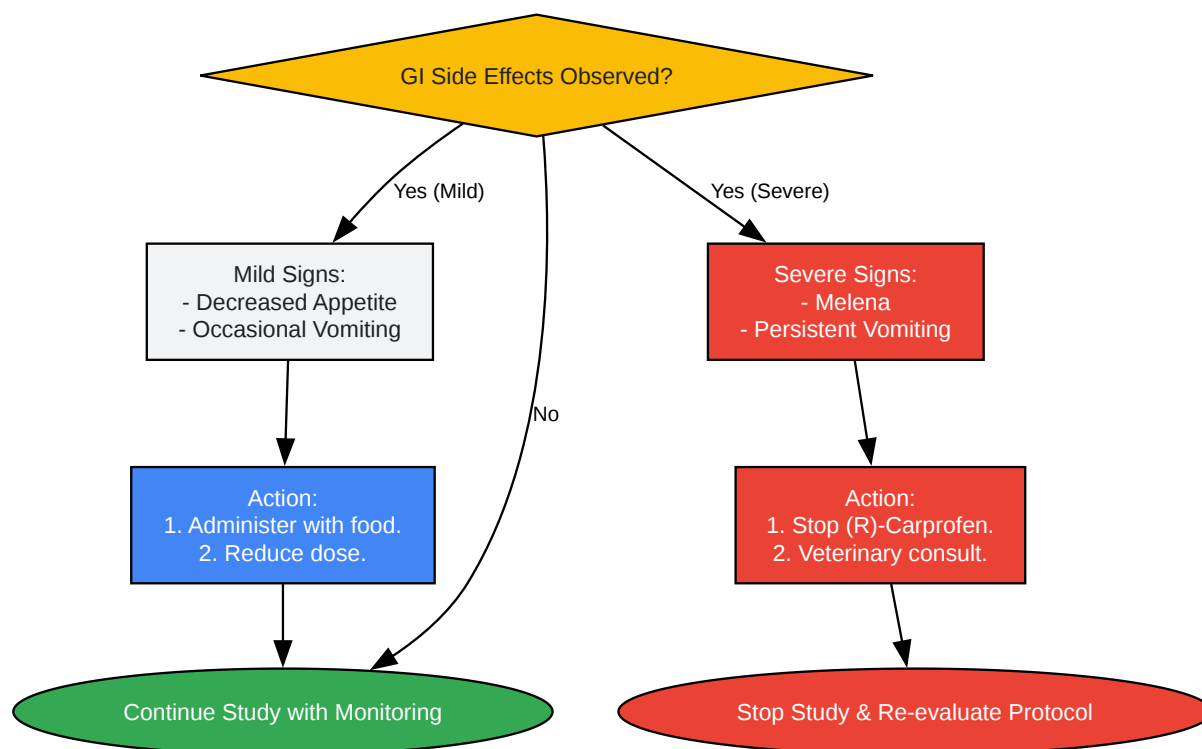 GI Side Effects Observed?
Yes (Mild)
Yes (Severe)
Mild Signs:
- Decreased Appetite
- Occasional Vomiting
Severe Signs:
- Melena
- Persistent Vomiting
No
Action:
1. Administer with food.
2. Reduce dose.
Action:
1. Stop (R)-Carprofen.
2. Veterinary consult.
Continue Study with Monitoring
Stop Study & Re-evaluate Protocol